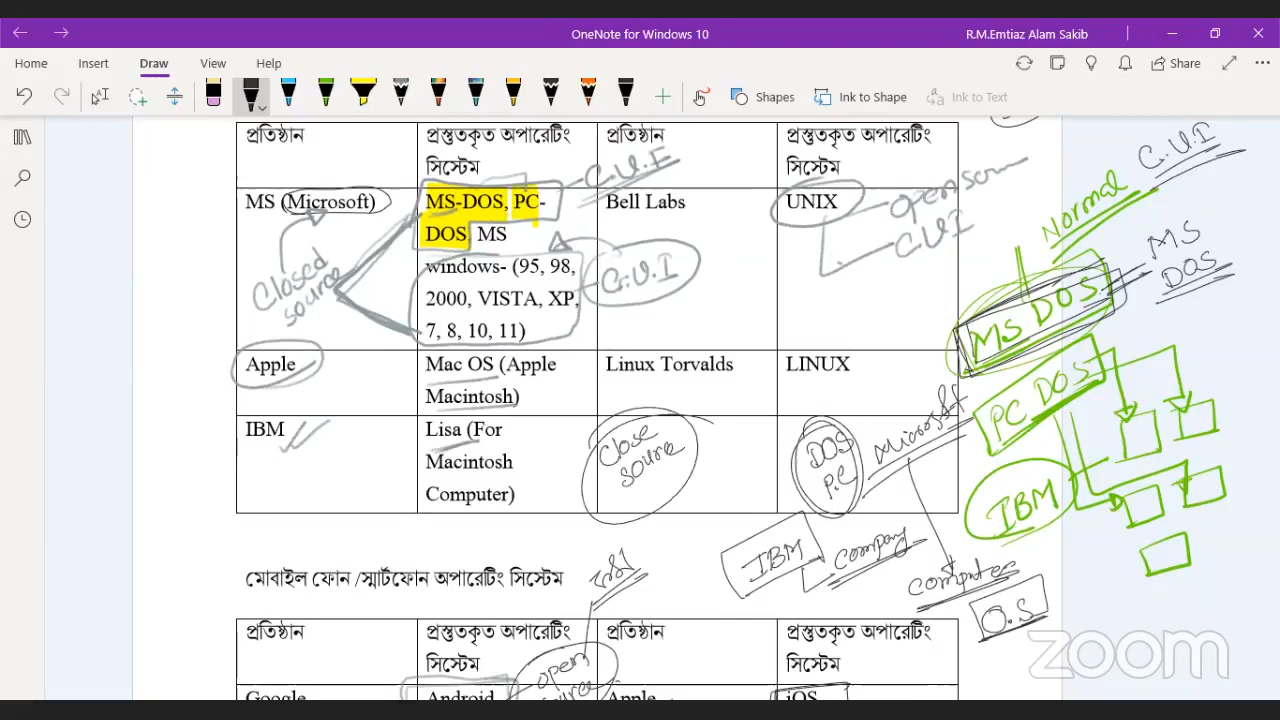 OneNote for Windows 10
R.M.Emtiaz Alam Sakib
Home Insert Draw View Help
Share
Shapes Ink to Shape Ink to Text
প্রতিষ্ঠান
প্রস্তুতকৃত অপারেটিং
সিস্টেম
প্রতিষ্ঠান
প্রস্তুতকৃত অপারেটিং
সিস্টেম
MS (Microsoft)
MS-DOS, PC-
DOS, MS
windows- (95, 98,
2000, VISTA, XP,
7, 8, 10, 11)
Bell Labs
UNIX
Apple
Mac OS (Apple
Macintosh)
Linux Torvalds
LINUX
IBM
Lisa (For
Macintosh
Computer)
closed
source
G.U.I
C.U.I
C.U.I
Normal
MS
DOS
MS DOS
PC DOS
IBM
close
source
DOS
P.C
Microsoft
IBM
company
computer
O.S
মোবাইল ফোন /স্মার্টফোন অপারেটিং সিস্টেম
প্রতিষ্ঠান
প্রস্তুতকৃত অপারেটিং
সিস্টেম
প্রতিষ্ঠান
প্রস্তুতকৃত অপারেটিং
সিস্টেম
Google
Android
open
source
Apple
iOS
zoom